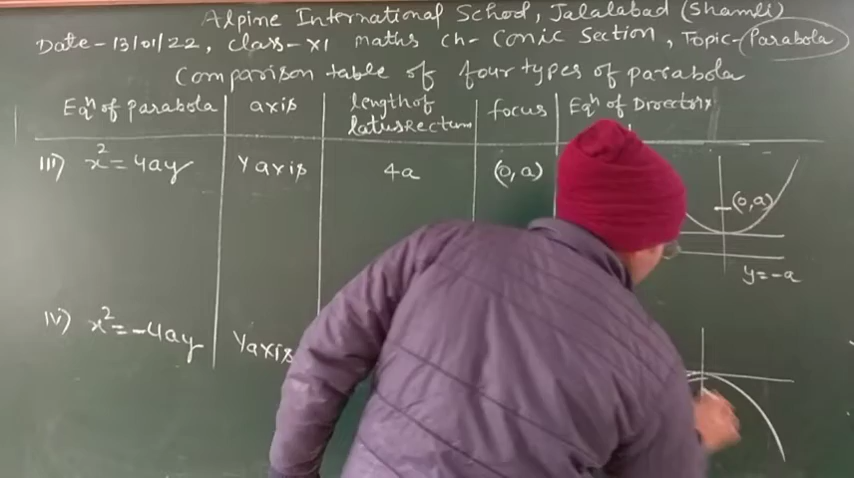 Alpine International School, Jalalabad (Shamli)
Date-13/01/22, class-XI maths ch- Conic Section, Topic-Parabola
Comparison table of four types of parabola
Eqⁿ of Parabola axis length of latus Rectum focus Eqⁿ of Directorx
III) x² = 4ay Y axis 4a (0, a) (0, a)
y = -a
IV) x² = -4ay Y axis